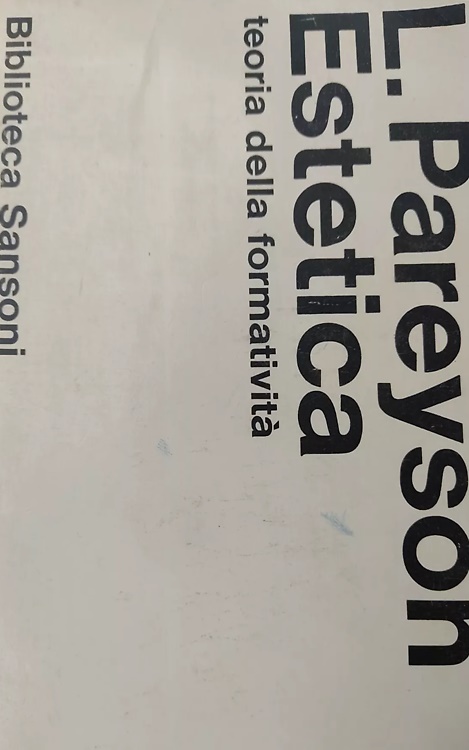 L. Pareyson
Estetica
teoria della formatività
Biblioteca Sansoni